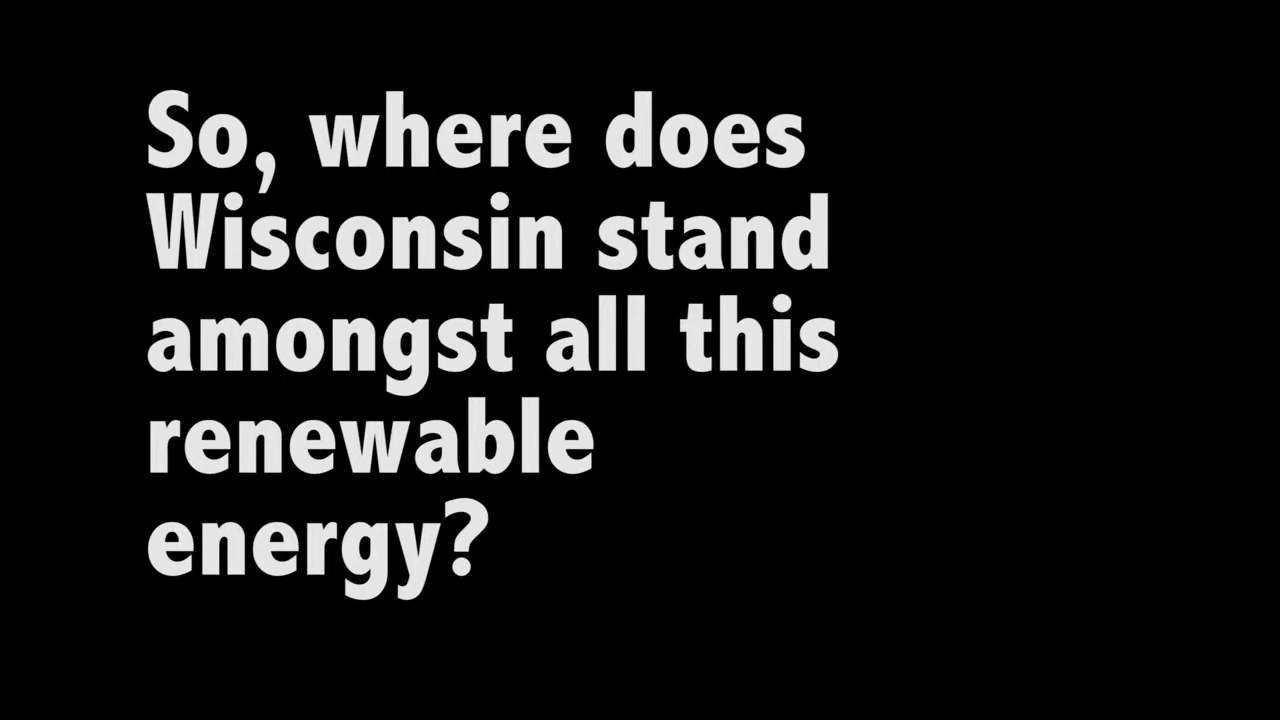 So, where does
Wisconsin stand
amongst all this
renewable
energy?